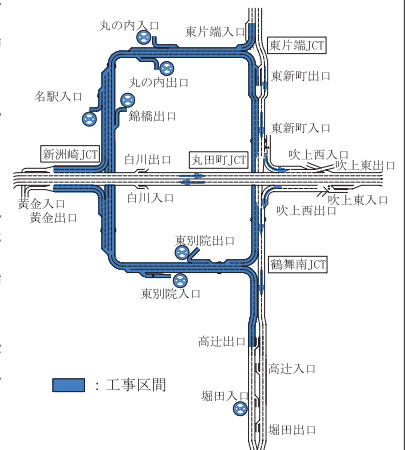 丸の内入口
東片端入口
東片端JCT
丸の内出口
東新町出口
名駅入口
錦橋出口
東新町入口
新洲崎JCT
白川出口
丸田町JCT
吹上西入口
吹上東出口
黄金入口
白川入口
吹上東入口
黄金出口
吹上西出口
東別院出口
鶴舞南JCT
東別院入口
高辻出口
高辻入口
：工事区間
堀田入口
堀田出口